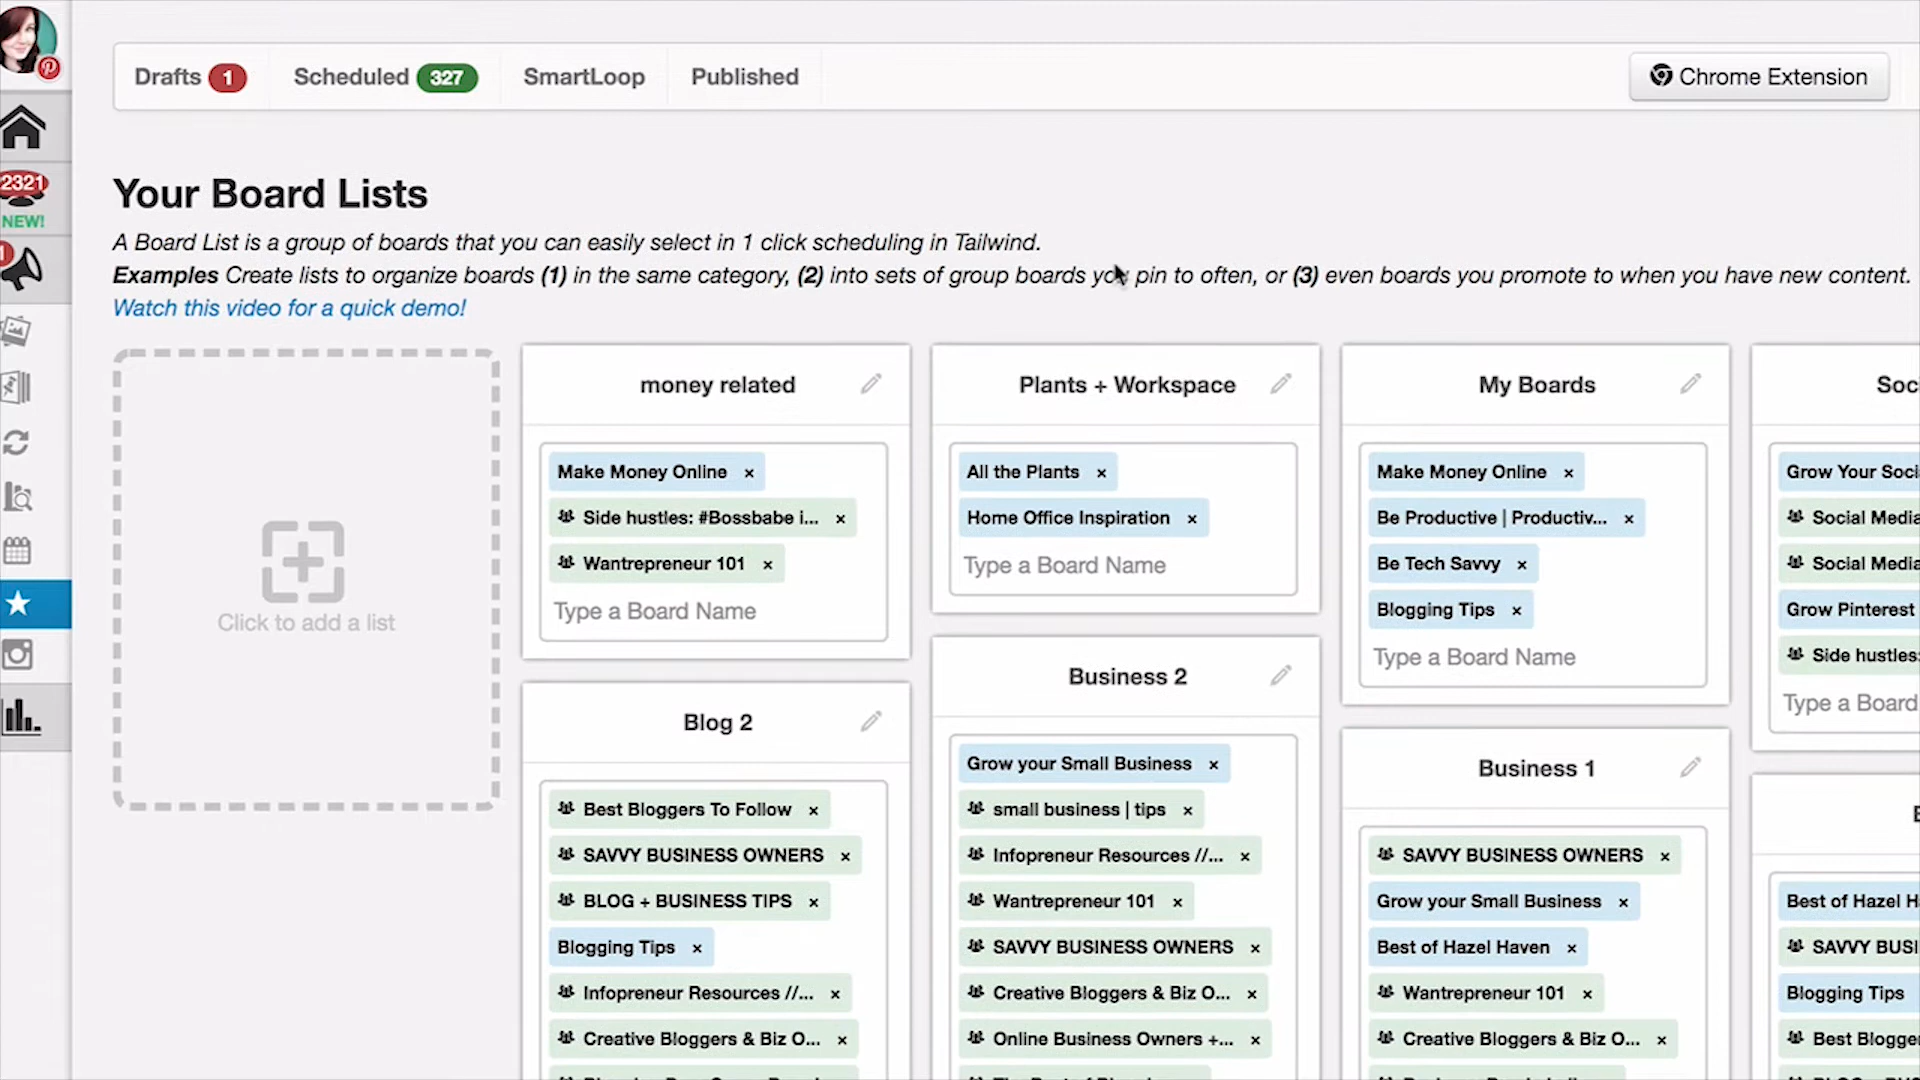 Drafts 1 Scheduled 327 SmartLoop Published Chrome Extension
2321
NEW!
Your Board Lists
A Board List is a group of boards that you can easily select in 1 click scheduling in Tailwind.
Examples Create lists to organize boards (1) in the same category, (2) into sets of group boards you pin to often, or (3) even boards you promote to when you have new content.
Watch this video for a quick demo!
Click to add a list
money related
Make Money Online ×
Side hustles: #Bossbabe i... ×
Wantrepreneur 101 ×
Type a Board Name
Blog 2
Best Bloggers To Follow ×
SAVVY BUSINESS OWNERS ×
BLOG + BUSINESS TIPS ×
Blogging Tips ×
Infopreneur Resources //... ×
Creative Bloggers & Biz O... ×
Plants + Workspace
All the Plants ×
Home Office Inspiration ×
Type a Board Name
Business 2
Grow your Small Business ×
small business | tips ×
Infopreneur Resources //... ×
Wantrepreneur 101 ×
SAVVY BUSINESS OWNERS ×
Creative Bloggers & Biz O... ×
Online Business Owners +... ×
My Boards
Make Money Online ×
Be Productive | Productiv... ×
Be Tech Savvy ×
Blogging Tips ×
Type a Board Name
Business 1
SAVVY BUSINESS OWNERS ×
Grow your Small Business ×
Best of Hazel Haven ×
Wantrepreneur 101 ×
Creative Bloggers & Biz O... ×
Soc
Grow Your Soci
Social Media
Social Media
Grow Pinterest
Side hustles:
Type a Board
Best of Hazel H
SAVVY BUSI
Blogging Tips
Best Blogge